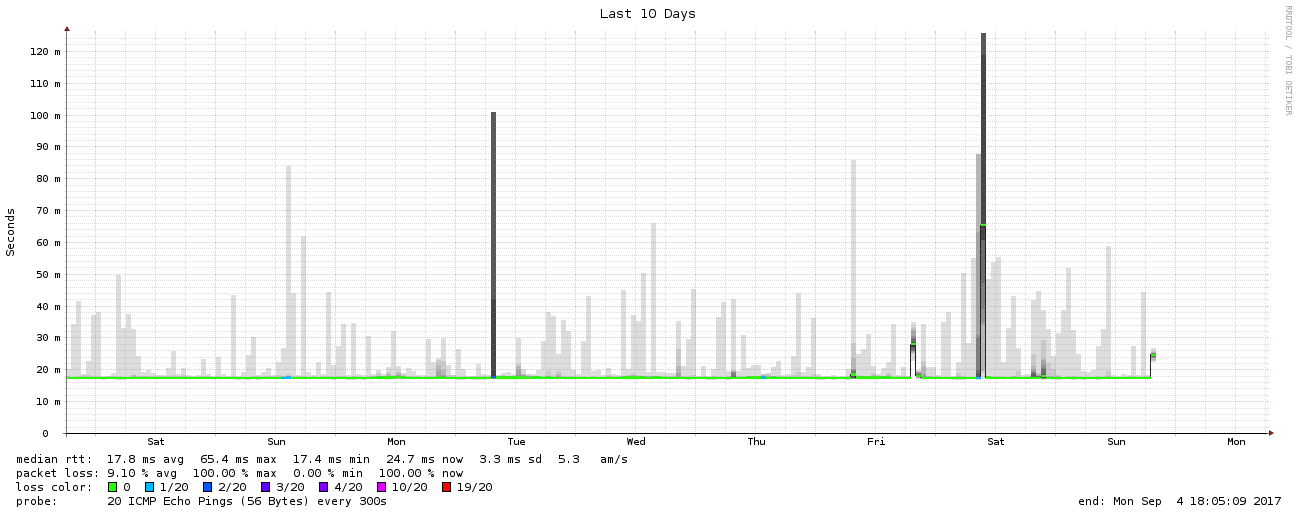 Last 10 Days
RRDTOOL / TOBI OETIKER
Seconds
120 m
110 m
100 m
90 m
80 m
70 m
60 m
50 m
40 m
30 m
20 m
10 m
0
Sat Sun Mon Tue Wed Thu Fri Sat Sun Mon
median rtt: 17.8 ms avg 65.4 ms max 17.4 ms min 24.7 ms now 3.3 ms sd 5.3 am/s
packet loss: 9.10 % avg 100.00 % max 0.00 % min 100.00 % now
loss color: 0 1/20 2/20 3/20 4/20 10/20 19/20
probe: 20 ICMP Echo Pings (56 Bytes) every 300s end: Mon Sep 4 18:05:09 2017